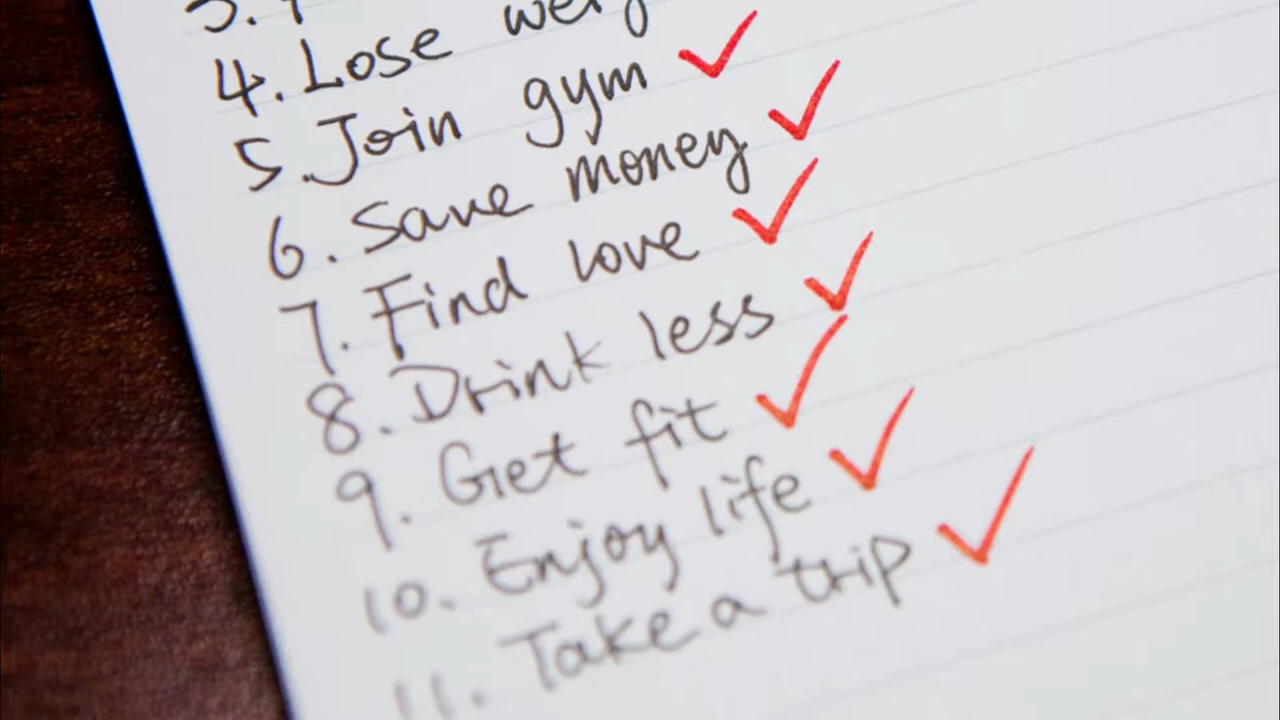 4. Lose
5. Join gym
6. Save money
7. Find love
8. Drink less
9. Get fit
10. Enjoy life
11. Take a trip